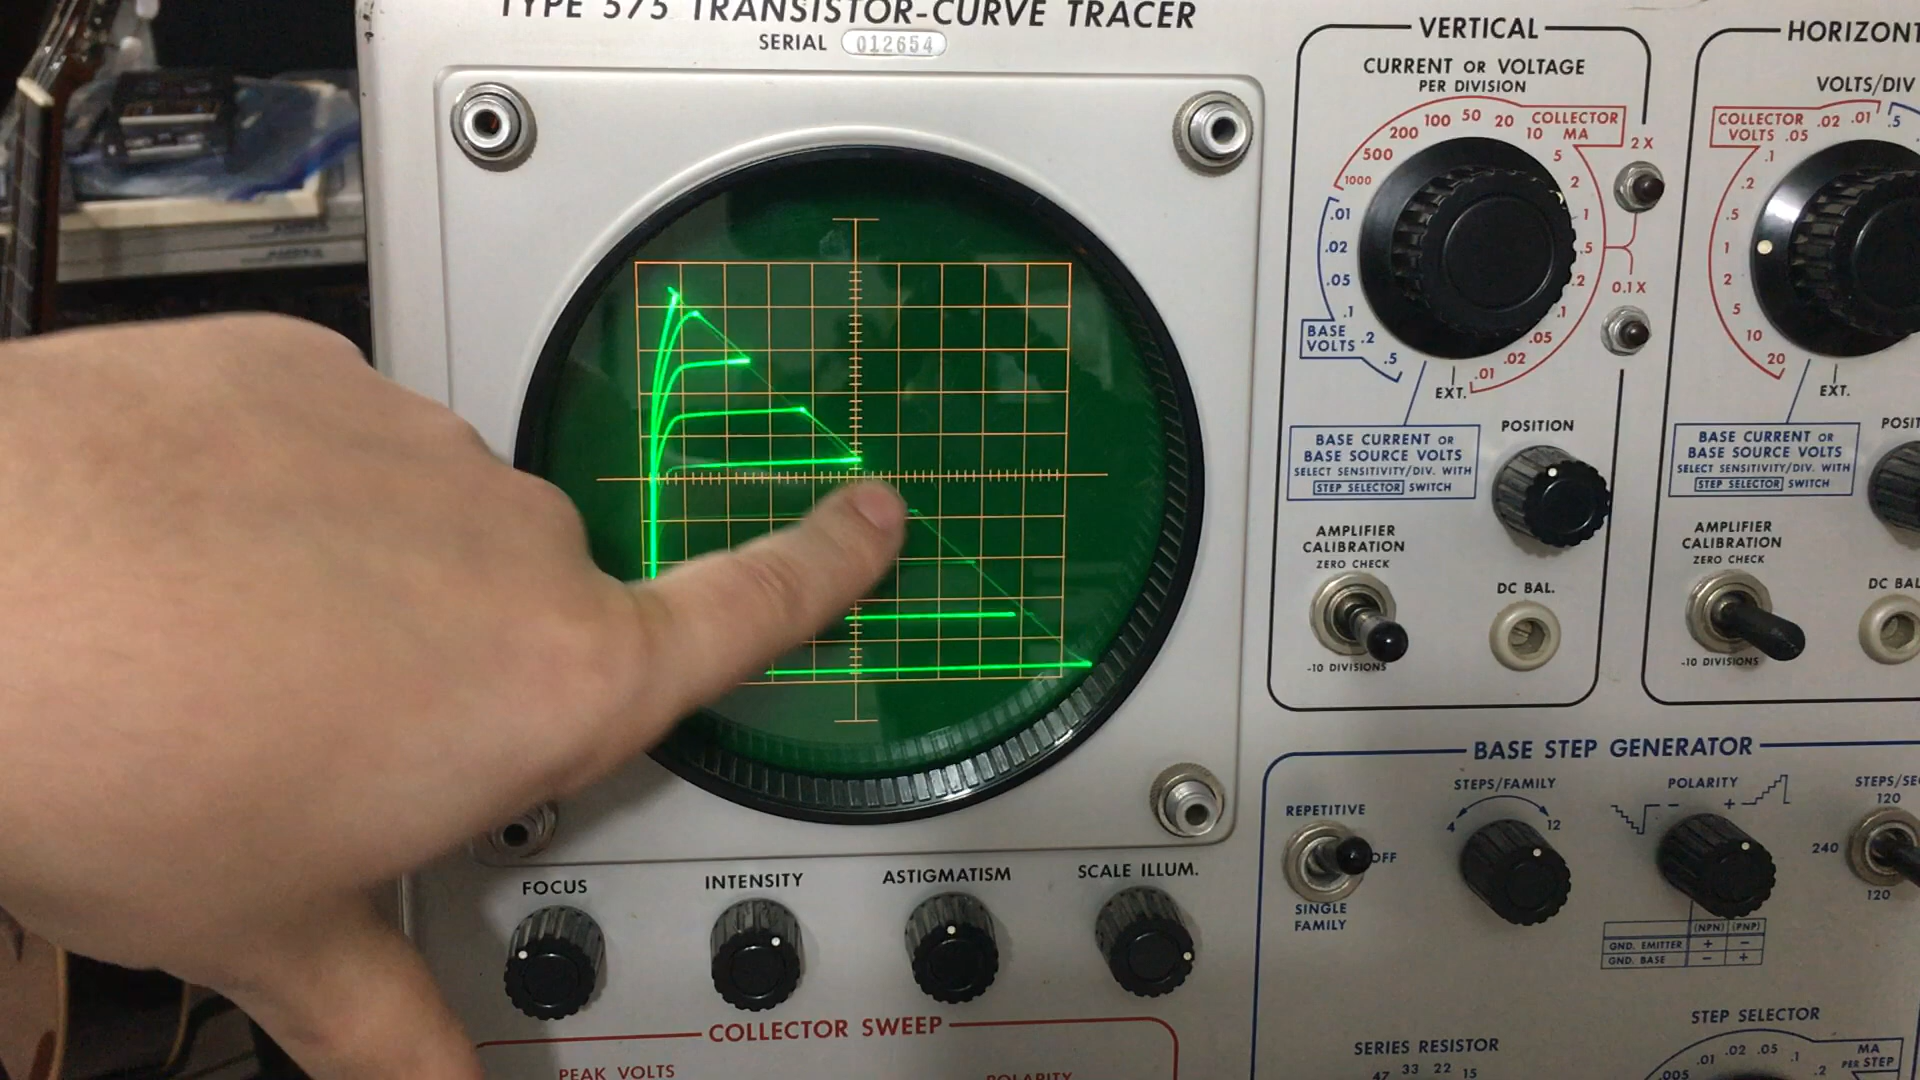 TYPE 575 TRANSISTOR-CURVE TRACER
SERIAL 012654
VERTICAL
CURRENT OR VOLTAGE
PER DIVISION
COLLECTOR
MA
1000 500 200 100 50 20 10 5 2 1 .5 .2 .1 .05 .02 .01
EXT.
.01 .02 .05 .1 .2 .5
BASE
VOLTS
2 X
0.1 X
BASE CURRENT OR
BASE SOURCE VOLTS
SELECT SENSITIVITY/DIV. WITH
STEP SELECTOR SWITCH
POSITION
AMPLIFIER
CALIBRATION
ZERO CHECK
-10 DIVISIONS
DC BAL.
HORIZONT
VOLTS/DIV
COLLECTOR
VOLTS
.01 .02 .05 .1 .2 .5 1 2 5 10 20
.5
EXT.
BASE CURRENT OR
BASE SOURCE VOLTS
SELECT SENSITIVITY/DIV. WITH
STEP SELECTOR SWITCH
POSIT
AMPLIFIER
CALIBRATION
ZERO CHECK
-10 DIVISIONS
DC BAL
BASE STEP GENERATOR
REPETITIVE
OFF
SINGLE
FAMILY
STEPS/FAMILY
4 12
POLARITY
- +
(NPN) (PNP)
GND. EMITTER + -
GND. BASE - +
STEPS/SEC
120
240
120
STEP SELECTOR
.005 .01 .02 .05 .1 .2
MA
PER STEP
SERIES RESISTOR
47 33 22 15
FOCUS
INTENSITY
ASTIGMATISM
SCALE ILLUM.
COLLECTOR SWEEP
PEAK VOLTS
POLARITY